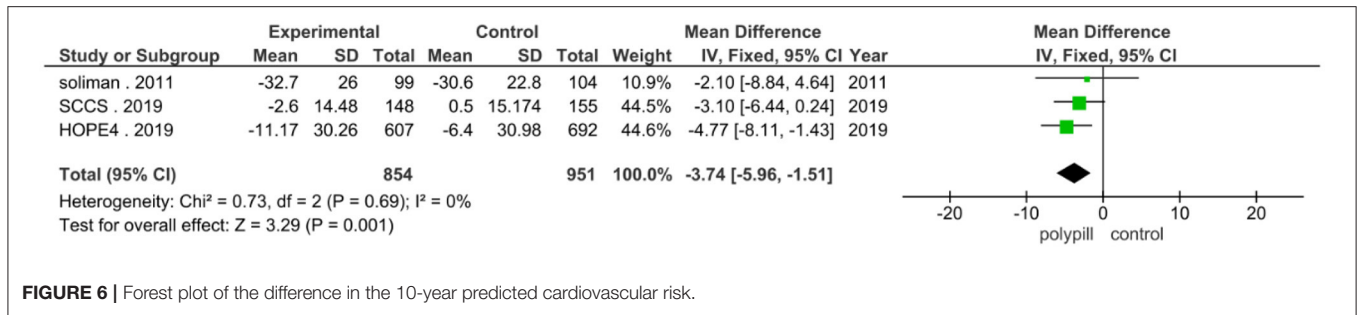 Experimental Control Mean Difference Mean Difference
Study or Subgroup Mean SD Total Mean SD Total Weight IV, Fixed, 95% CI Year IV, Fixed, 95% CI
soliman . 2011 -32.7 26 99 -30.6 22.8 104 10.9% -2.10 [-8.84, 4.64] 2011
SCCS . 2019 -2.6 14.48 148 0.5 15.174 155 44.5% -3.10 [-6.44, 0.24] 2019
HOPE4 . 2019 -11.17 30.26 607 -6.4 30.98 692 44.6% -4.77 [-8.11, -1.43] 2019
Total (95% CI) 854 951 100.0% -3.74 [-5.96, -1.51]
Heterogeneity: Chi² = 0.73, df = 2 (P = 0.69); I² = 0%
Test for overall effect: Z = 3.29 (P = 0.001)
-20 -10 0 10 20
polypill control
FIGURE 6 | Forest plot of the difference in the 10-year predicted cardiovascular risk.